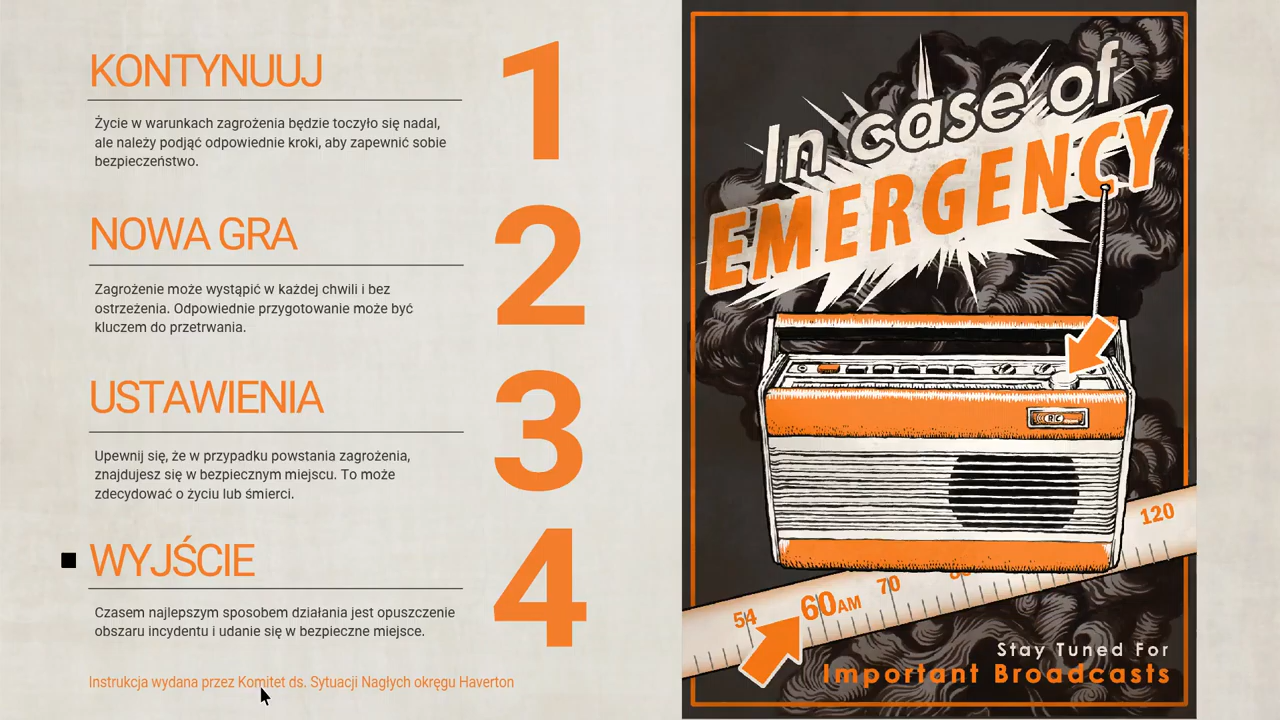 KONTYNUUJ
1
Życie w warunkach zagrożenia będzie toczyło się nadal,
ale należy podjąć odpowiednie kroki, aby zapewnić sobie
bezpieczeństwo.
NOWA GRA
2
Zagrożenie może wystąpić w każdej chwili i bez
ostrzeżenia. Odpowiednie przygotowanie może być
kluczem do przetrwania.
USTAWIENIA
3
Upewnij się, że w przypadku powstania zagrożenia,
znajdujesz się w bezpiecznym miejscu. To może
zdecydować o życiu lub śmierci.
WYJŚCIE
4
Czasem najlepszym sposobem działania jest opuszczenie
obszaru incydentu i udanie się w bezpieczne miejsce.
Instrukcja wydana przez Komitet ds. Sytuacji Nagłych okręgu Haverton
In case of
EMERGENCY
54 60AM 70 120
Stay Tuned For
Important Broadcasts